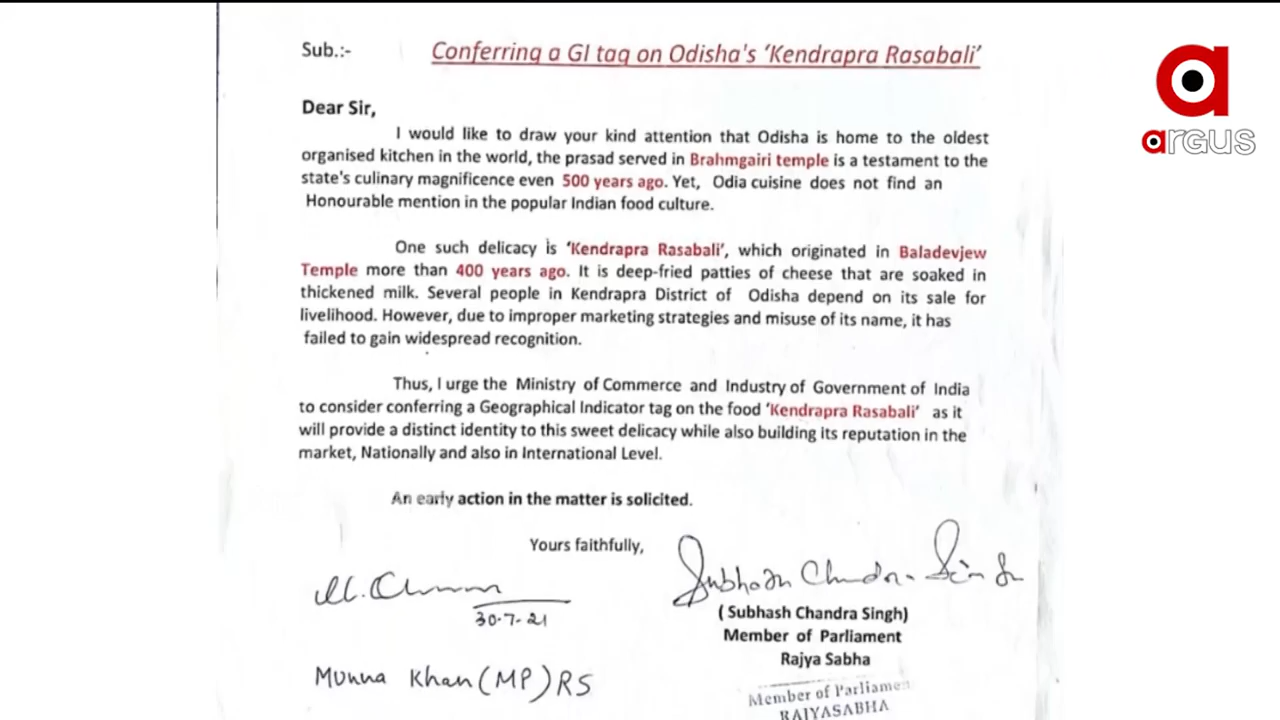 Sub.:- Conferring a GI tag on Odisha's ‘Kendrapra Rasabali’
argus
Dear Sir,
I would like to draw your kind attention that Odisha is home to the oldest
organised kitchen in the world, the prasad served in Brahmgairi temple is a testament to the
state's culinary magnificence even 500 years ago. Yet, Odia cuisine does not find an
Honourable mention in the popular Indian food culture.
One such delicacy is ‘Kendrapra Rasabali’, which originated in Baladevjew
Temple more than 400 years ago. It is deep-fried patties of cheese that are soaked in
thickened milk. Several people in Kendrapra District of Odisha depend on its sale for
livelihood. However, due to improper marketing strategies and misuse of its name, it has
failed to gain widespread recognition.
Thus, I urge the Ministry of Commerce and Industry of Government of India
to consider conferring a Geographical Indicator tag on the food ‘Kendrapra Rasabali’ as it
will provide a distinct identity to this sweet delicacy while also building its reputation in the
market, Nationally and also in International Level.
An early action in the matter is solicited.
Yours faithfully,
Subhash Chandra Singh
30-7-21
(Subhash Chandra Singh)
Member of Parliament
Rajya Sabha
Munna Khan (MP) RS
Member of Parliament
RAJYASABHA